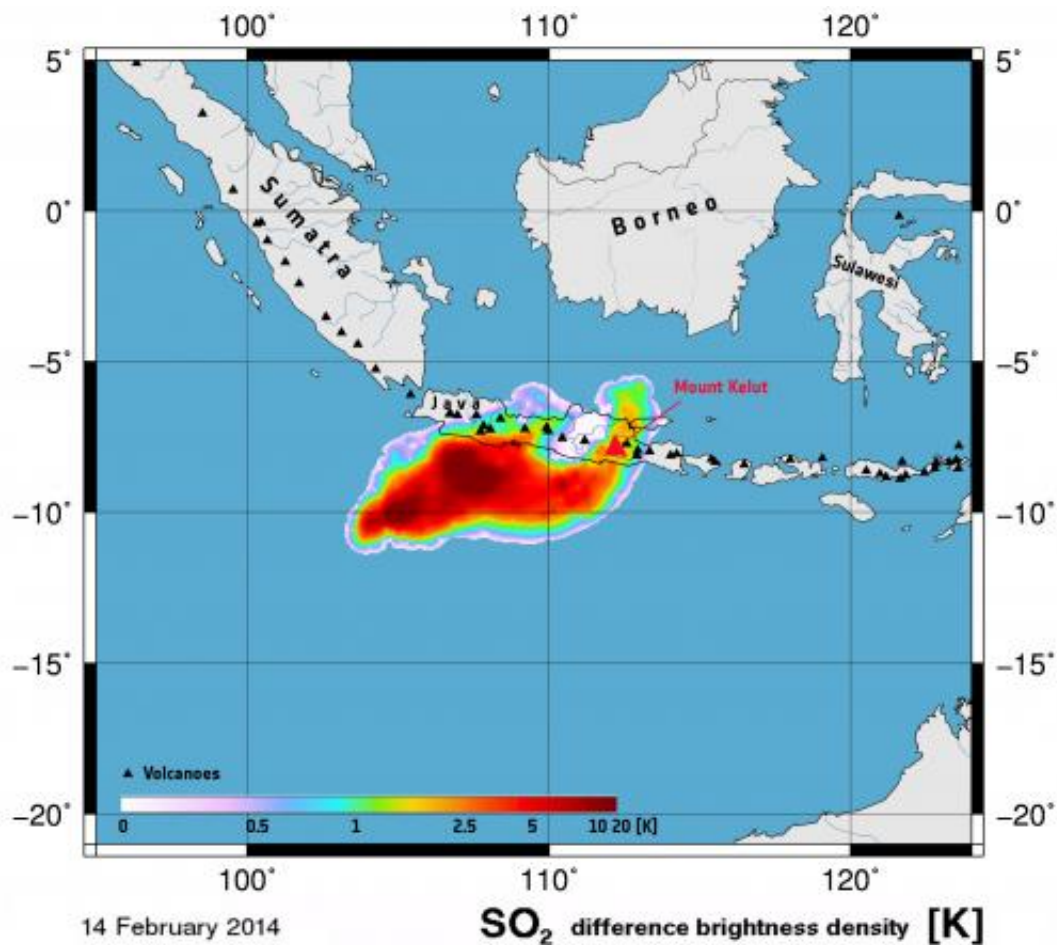 100° 110° 120°
5° 5°
Sumatra
Borneo
0° 0°
Sulawesi
−5° −5°
Mount Kelut
Java
−10° −10°
−15° −15°
Volcanoes
0 0.5 1 2.5 5 10 20 [K]
−20° −20°
100° 110° 120°
14 February 2014 SO₂ difference brightness density [K]